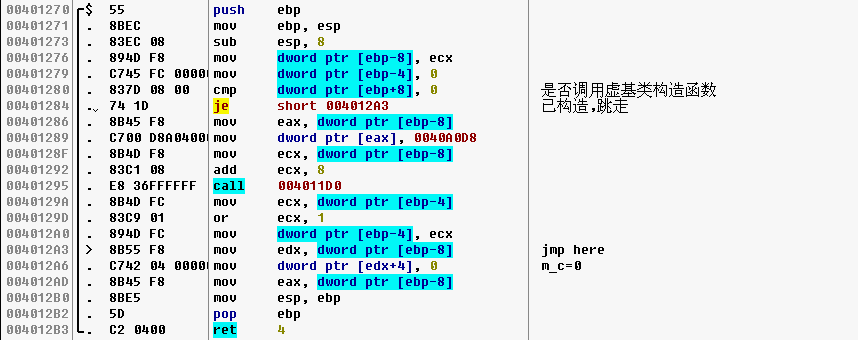 00401270 $ 55 push ebp
00401271 . 8BEC mov ebp, esp
00401273 . 83EC 08 sub esp, 8
00401276 . 894D F8 mov dword ptr [ebp-8], ecx
00401279 . C745 FC 00000 mov dword ptr [ebp-4], 0
00401280 . 837D 08 00 cmp dword ptr [ebp+8], 0 是否调用虚基类构造函数
00401284 . 74 1D je short 004012A3 已构造,跳走
00401286 . 8B45 F8 mov eax, dword ptr [ebp-8]
00401289 . C700 D8A04000 mov dword ptr [eax], 0040A0D8
0040128F . 8B4D F8 mov ecx, dword ptr [ebp-8]
00401292 . 83C1 08 add ecx, 8
00401295 . E8 36FFFFFF call 004011D0
0040129A . 8B4D FC mov ecx, dword ptr [ebp-4]
0040129D . 83C9 01 or ecx, 1
004012A0 . 894D FC mov dword ptr [ebp-4], ecx
004012A3 > 8B55 F8 mov edx, dword ptr [ebp-8] jmp here
004012A6 . C742 04 00000 mov dword ptr [edx+4], 0 m_c=0
004012AD . 8B45 F8 mov eax, dword ptr [ebp-8]
004012B0 . 8BE5 mov esp, ebp
004012B2 . 5D pop ebp
004012B3 . C2 0400 ret 4